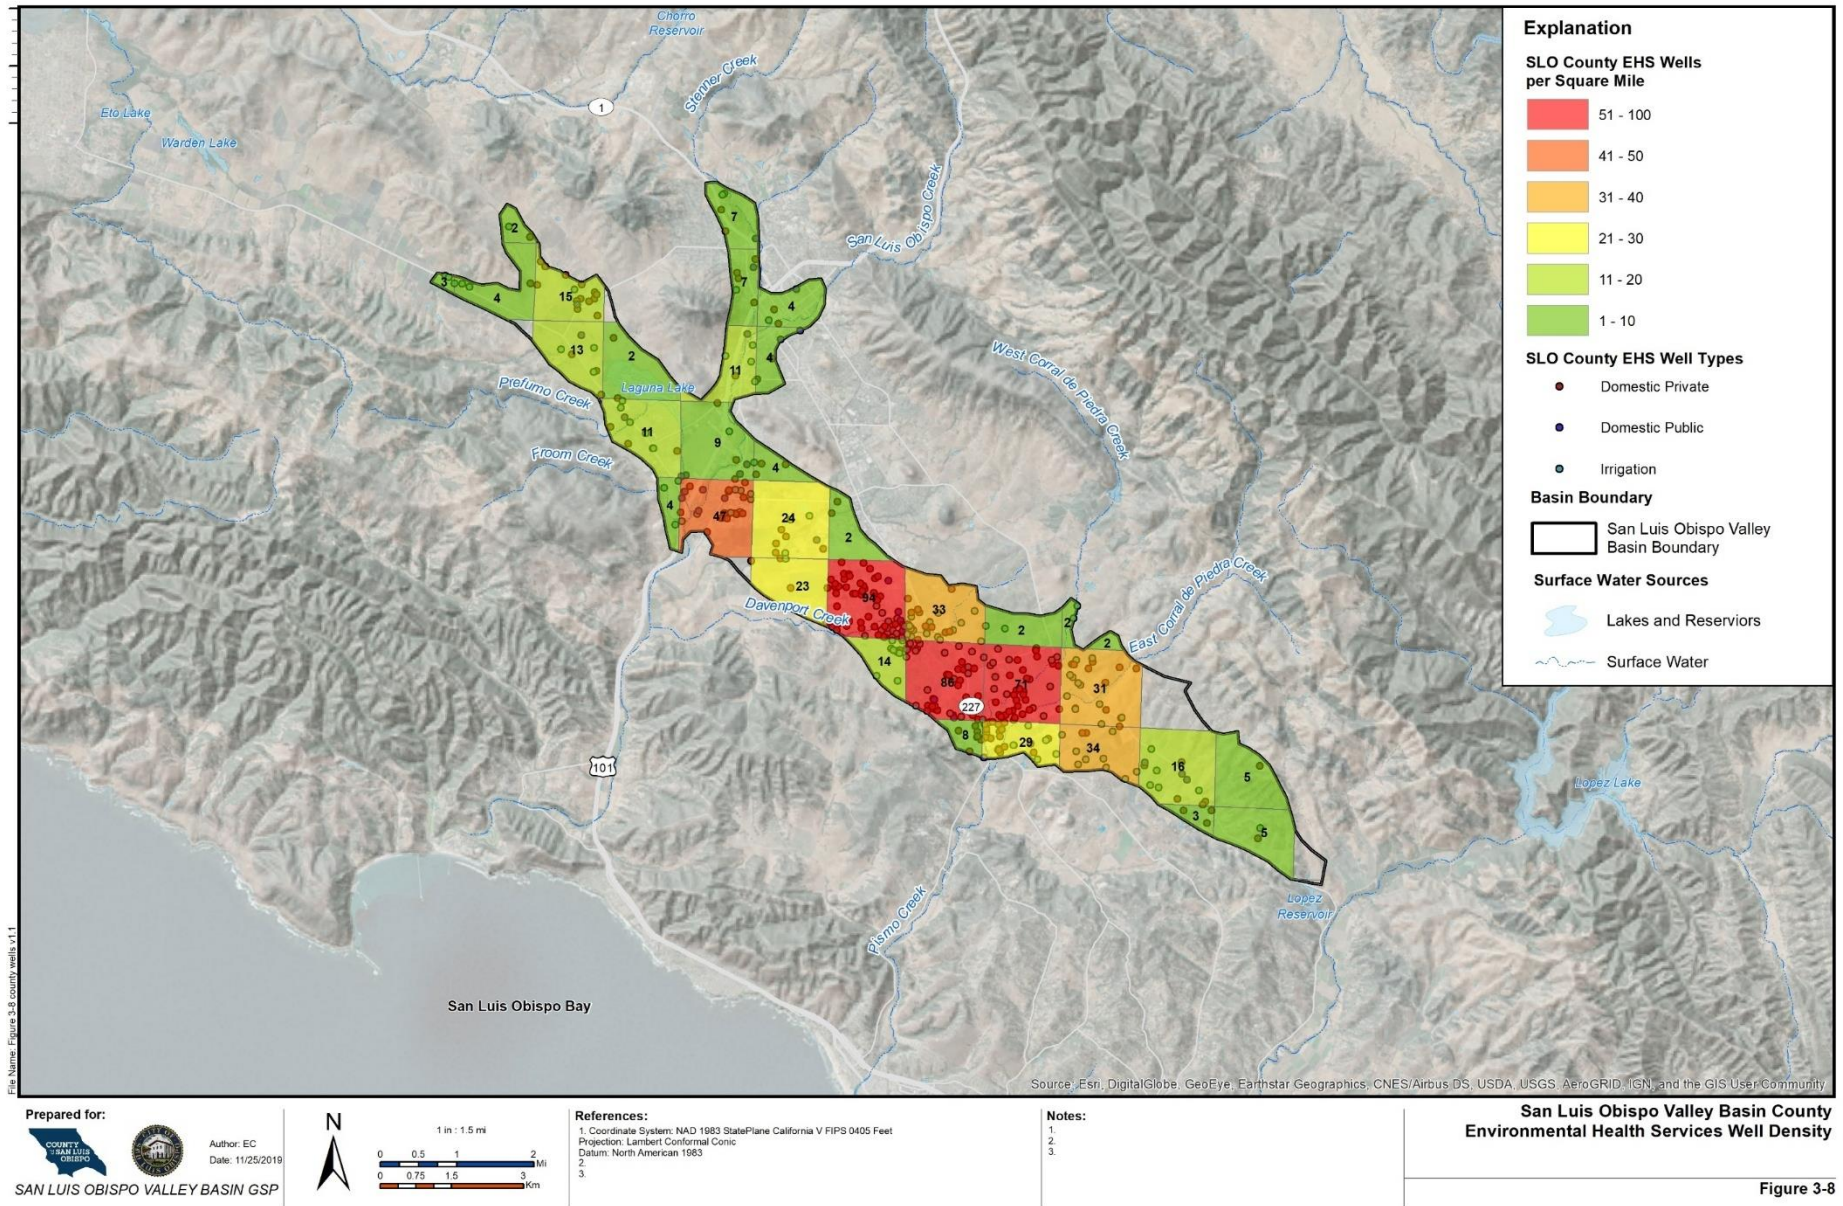 Chorro
Reservoir
Stenner Creek
1
Eto Lake
Warden Lake
San Luis Obispo Creek
7
2
7
3
4
15
4
13
2
11
4
Laguna Lake
Prefumo Creek
West Corral de Piedra Creek
11
9
4
Froom Creek
4
47
24
2
23
94
33
Davenport Creek
2
2
2
East Corral de Piedra Creek
14
86
71
31
227
8
29
34
16
5
3
5
101
Lopez Lake
Lopez
Reservoir
Pismo Creek
San Luis Obispo Bay
Source: Esri, DigitalGlobe, GeoEye, Earthstar Geographics, CNES/Airbus DS, USDA, USGS, AeroGRID, IGN, and the GIS User Community
Explanation
SLO County EHS Wells
per Square Mile
51 - 100
41 - 50
31 - 40
21 - 30
11 - 20
1 - 10
SLO County EHS Well Types
Domestic Private
Domestic Public
Irrigation
Basin Boundary
San Luis Obispo Valley
Basin Boundary
Surface Water Sources
Lakes and Reserviors
Surface Water
File Name: Figure 3-8 county wells v11
Prepared for:
COUNTY
OF SAN LUIS
OBISPO
Author: EC
Date: 11/25/2019
SAN LUIS OBISPO VALLEY BASIN GSP
N
1 in : 1.5 mi
0 0.5 1 2
Mi
0 0.75 1.5 3
Km
References:
1. Coordinate System: NAD 1983 StatePlane California V FIPS 0405 Feet
Projection: Lambert Conformal Conic
Datum: North American 1983
2.
3.
Notes:
1.
2.
3.
San Luis Obispo Valley Basin County
Environmental Health Services Well Density
Figure 3-8